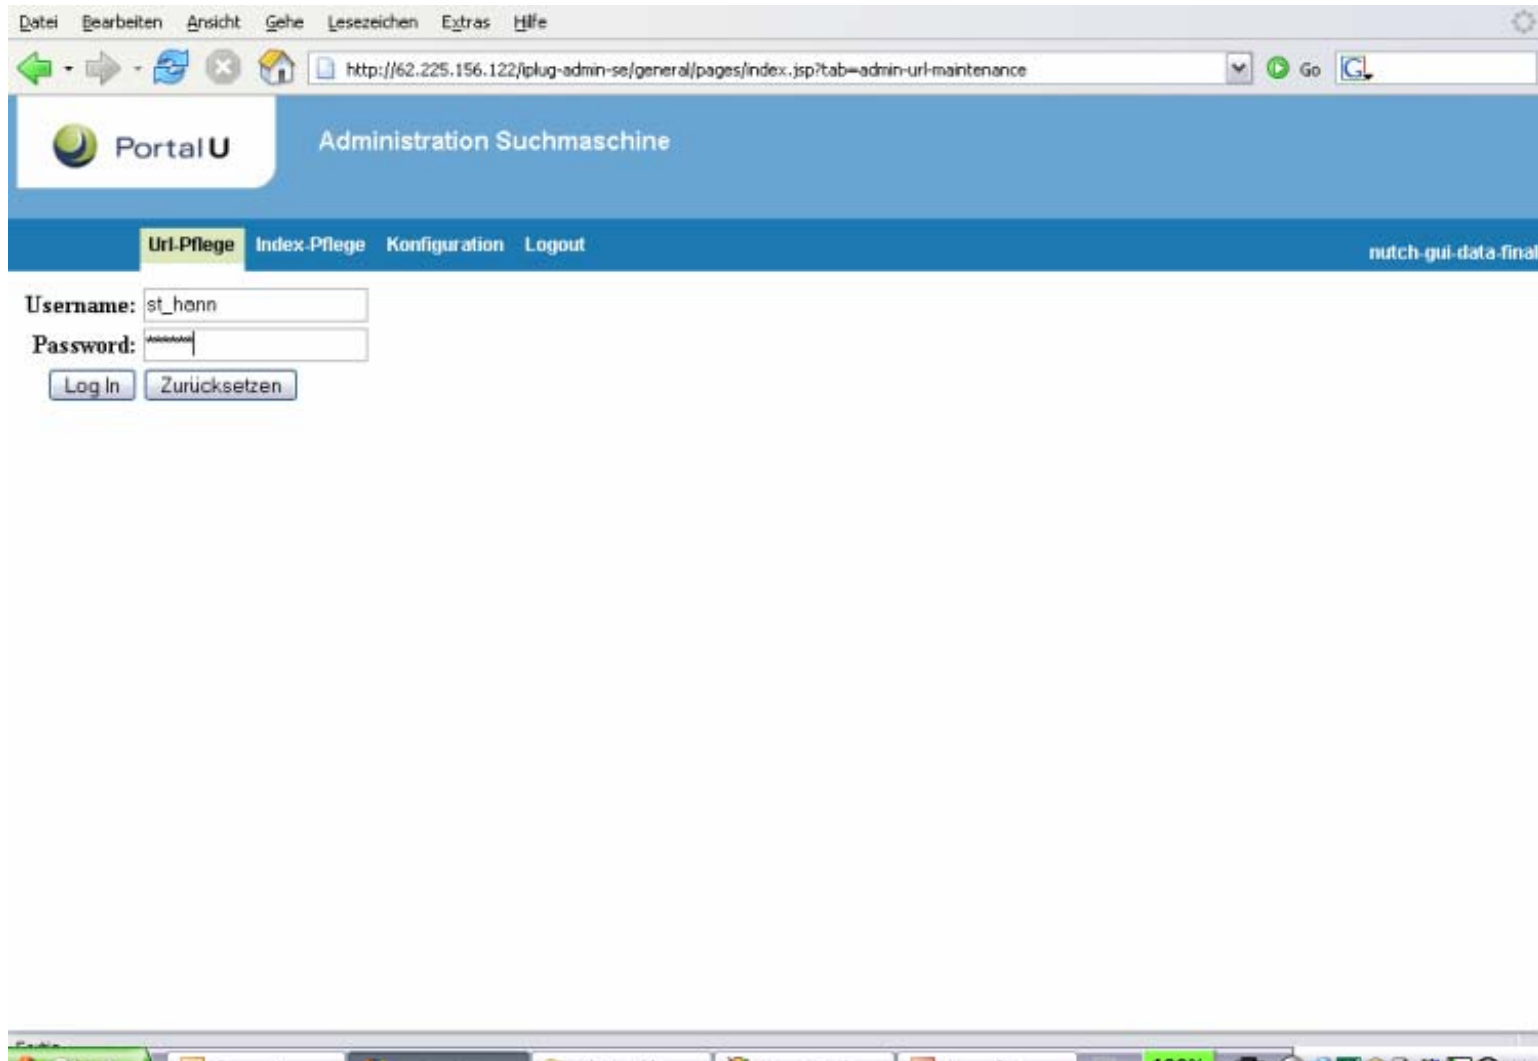 Datei Bearbeiten Ansicht Gehe Lesezeichen Extras Hilfe
http://62.225.156.122/iplug-admin-se/general/pages/index.jsp?tab=admin-url-maintenance Go
Portal U
Administration Suchmaschine
Url-Pflege Index-Pflege Konfiguration Logout
nutch-gui-data-final
Username: st_hann
Password: *******
Log In Zurücksetzen